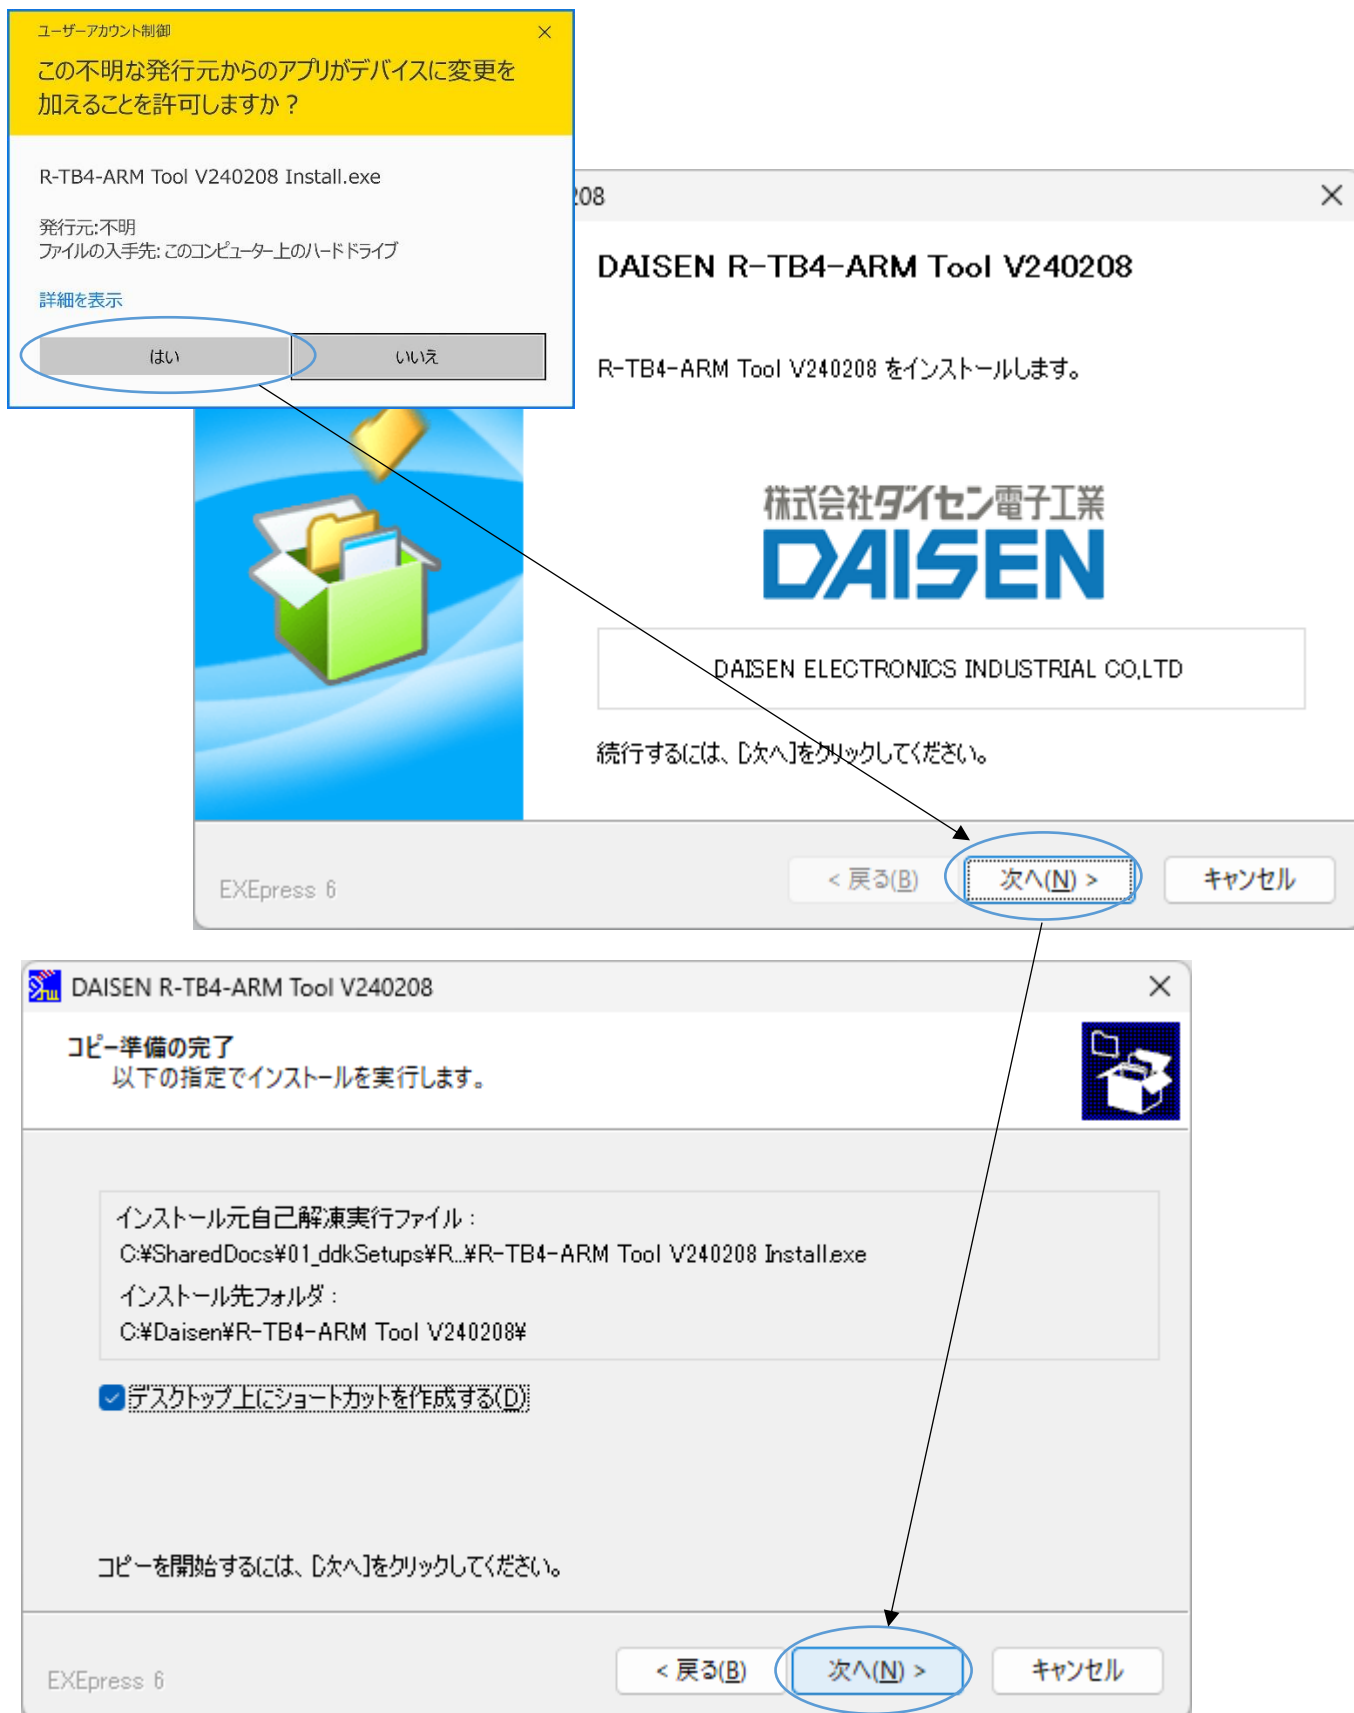 ユーザーアカウント制御
この不明な発行元からのアプリがデバイスに変更を
加えることを許可しますか？
R-TB4-ARM Tool V240208 Install.exe
発行元:不明
ファイルの入手先: このコンピューター上のハードドライブ
詳細を表示
はい
いいえ
208
DAISEN R-TB4-ARM Tool V240208
R-TB4-ARM Tool V240208 をインストールします。
株式会社ダイセン電子工業
DAISEN
DAISEN ELECTRONICS INDUSTRIAL CO,LTD
続行するには、[次へ]をクリックしてください。
EXEpress 6
< 戻る(B)
次へ(N) >
キャンセル
DAISEN R-TB4-ARM Tool V240208
コピー準備の完了
以下の指定でインストールを実行します。
インストール元自己解凍実行ファイル：
C:¥SharedDocs¥01_ddkSetups¥R...¥R-TB4-ARM Tool V240208 Install.exe
インストール先フォルダ：
C:¥Daisen¥R-TB4-ARM Tool V240208¥
デスクトップ上にショートカットを作成する(D)
コピーを開始するには、[次へ]をクリックしてください。
EXEpress 6
< 戻る(B)
次へ(N) >
キャンセル